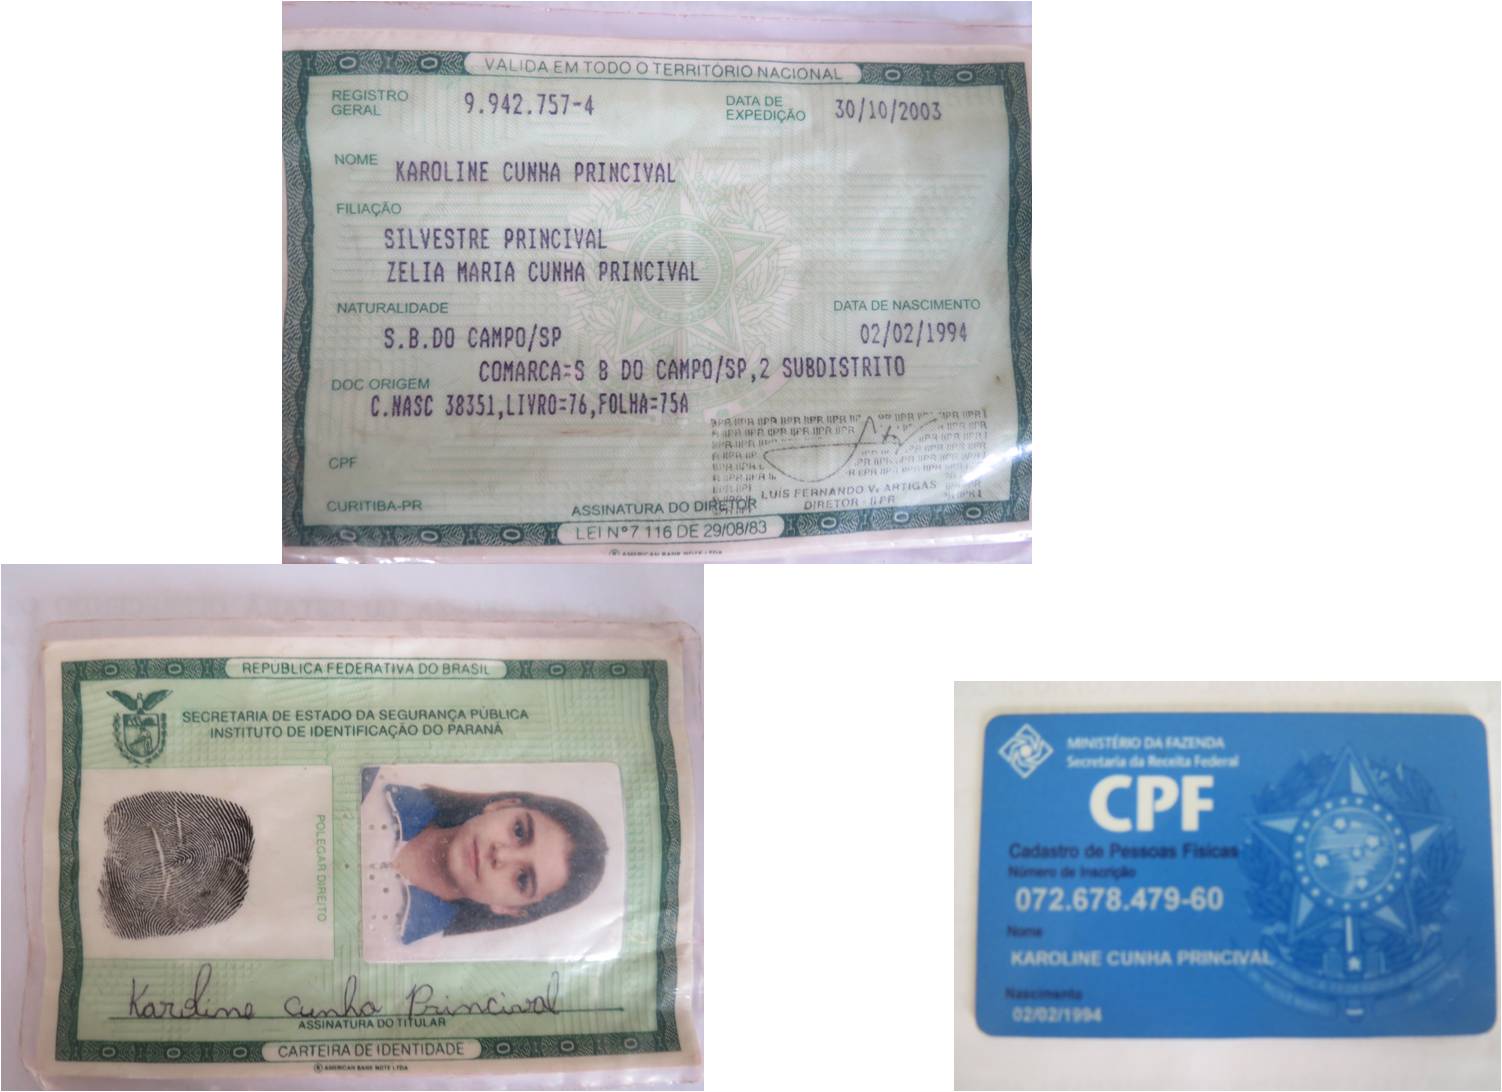 VÁLIDA EM TODO O TERRITÓRIO NACIONAL
REGISTRO GERAL 9.942.757-4 DATA DE EXPEDIÇÃO 30/10/2003
NOME KAROLINE CUNHA PRINCIVAL
FILIAÇÃO
SILVESTRE PRINCIVAL
ZELIA MARIA CUNHA PRINCIVAL
NATURALIDADE DATA DE NASCIMENTO
S.B.DO CAMPO/SP 02/02/1994
COMARCA=S B DO CAMPO/SP,2 SUBDISTRITO
DOC ORIGEM
C.NASC 38351,LIVRO=76,FOLHA=75A
CPF
LUIS FERNANDO V. ARTIGAS
DIRETOR - IIPR
CURITIBA-PR ASSINATURA DO DIRETOR
LEI Nº 7 116 DE 29/08/83
AMERICAN BANK NOTE LTDA
REPÚBLICA FEDERATIVA DO BRASIL
SECRETARIA DE ESTADO DA SEGURANÇA PÚBLICA
INSTITUTO DE IDENTIFICAÇÃO DO PARANÁ
POLEGAR DIREITO
Karoline Cunha Princival
ASSINATURA DO TITULAR
CARTEIRA DE IDENTIDADE
AMERICAN BANK NOTE LTDA
MINISTÉRIO DA FAZENDA
Secretaria da Receita Federal
CPF
Cadastro de Pessoas Físicas
Número de Inscrição
072.678.479-60
Nome
KAROLINE CUNHA PRINCIVAL
Nascimento
02/02/1994